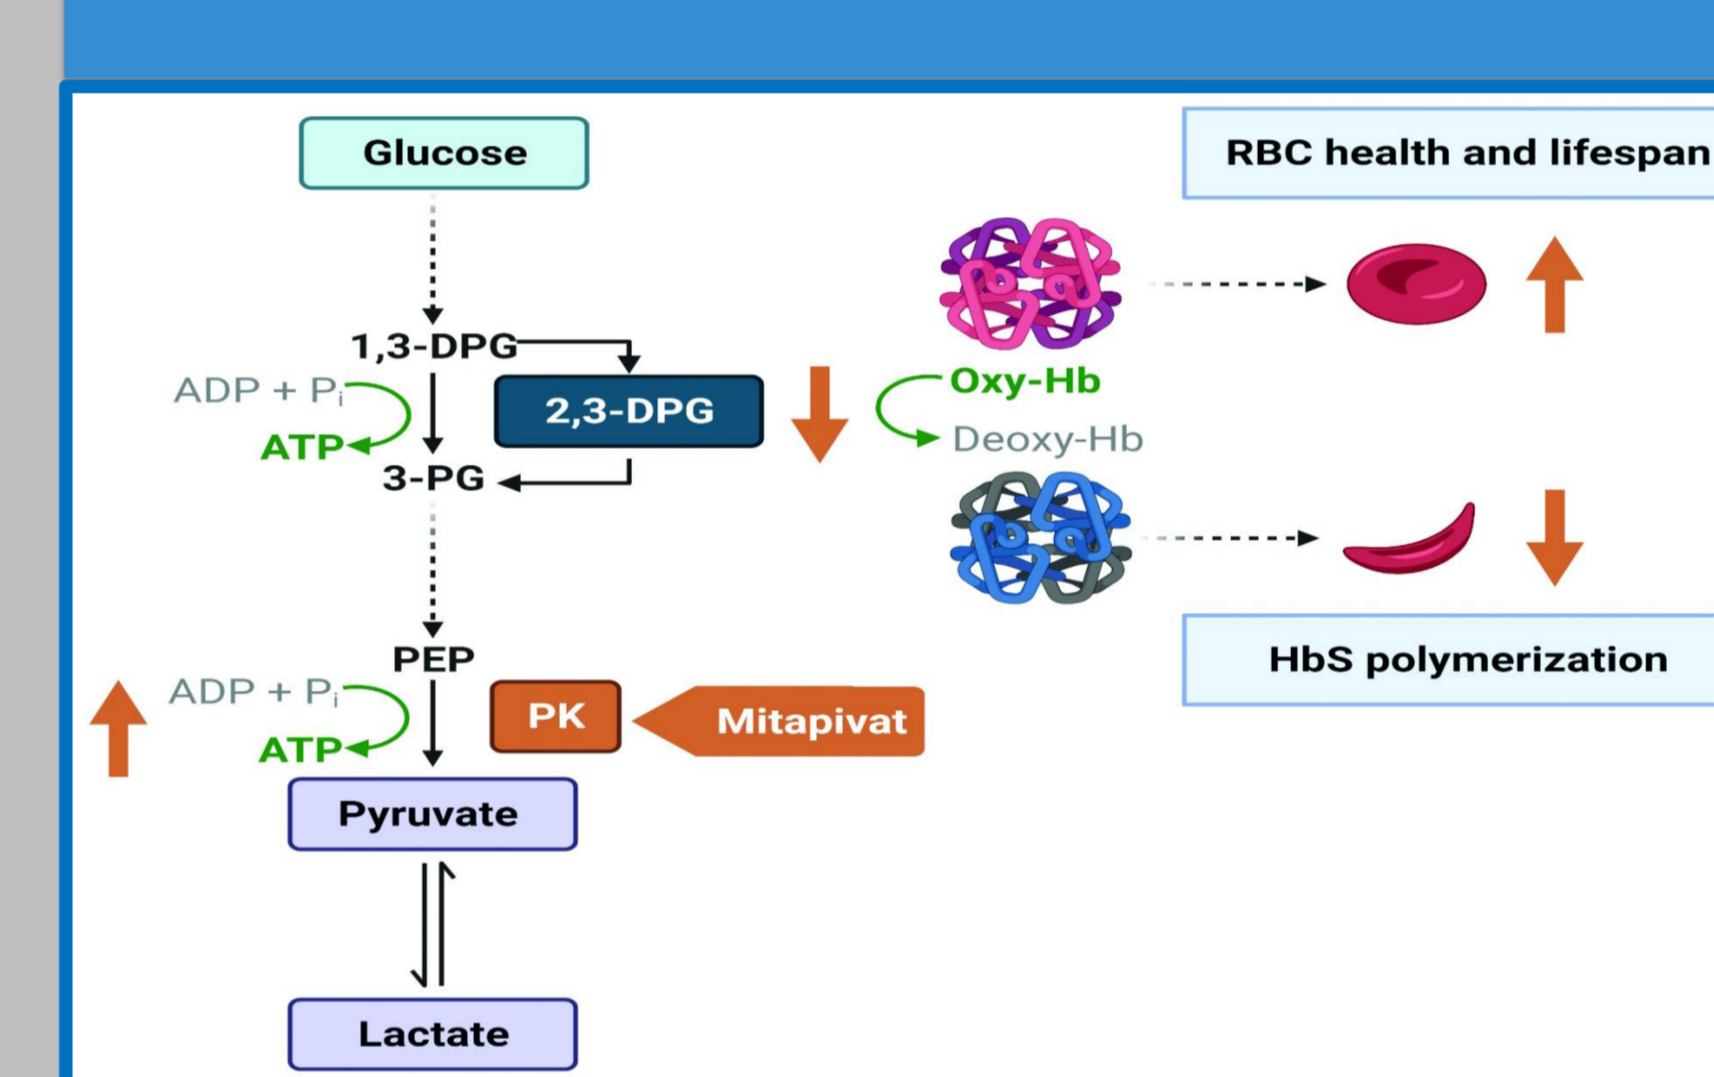 Glucose
RBC health and lifespan
1,3-DPG
ADP + Pi
2,3-DPG
Oxy-Hb
ATP
Deoxy-Hb
3-PG
PEP
HbS polymerization
ADP + Pi
PK
Mitapivat
ATP
Pyruvate
Lactate